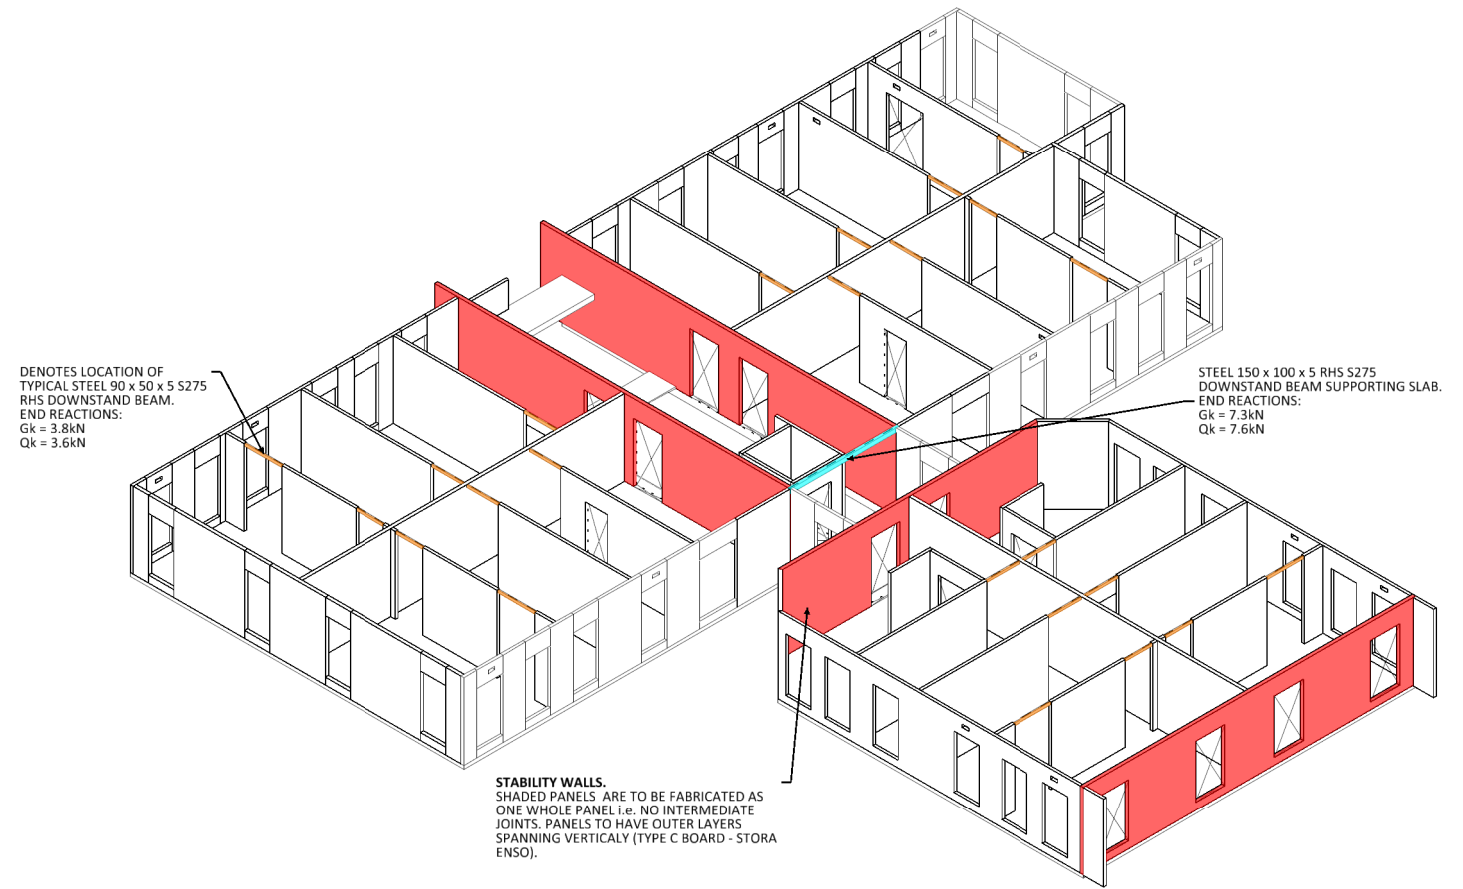 DENOTES LOCATION OF
TYPICAL STEEL 90 x 50 x 5 S275
RHS DOWNSTAND BEAM.
END REACTIONS:
Gk = 3.8kN
Qk = 3.6kN
STEEL 150 x 100 x 5 RHS S275
DOWNSTAND BEAM SUPPORTING SLAB.
END REACTIONS:
Gk = 7.3kN
Qk = 7.6kN
STABILITY WALLS.
SHADED PANELS ARE TO BE FABRICATED AS
ONE WHOLE PANEL i.e. NO INTERMEDIATE
JOINTS. PANELS TO HAVE OUTER LAYERS
SPANNING VERTICALY (TYPE C BOARD - STORA
ENSO).